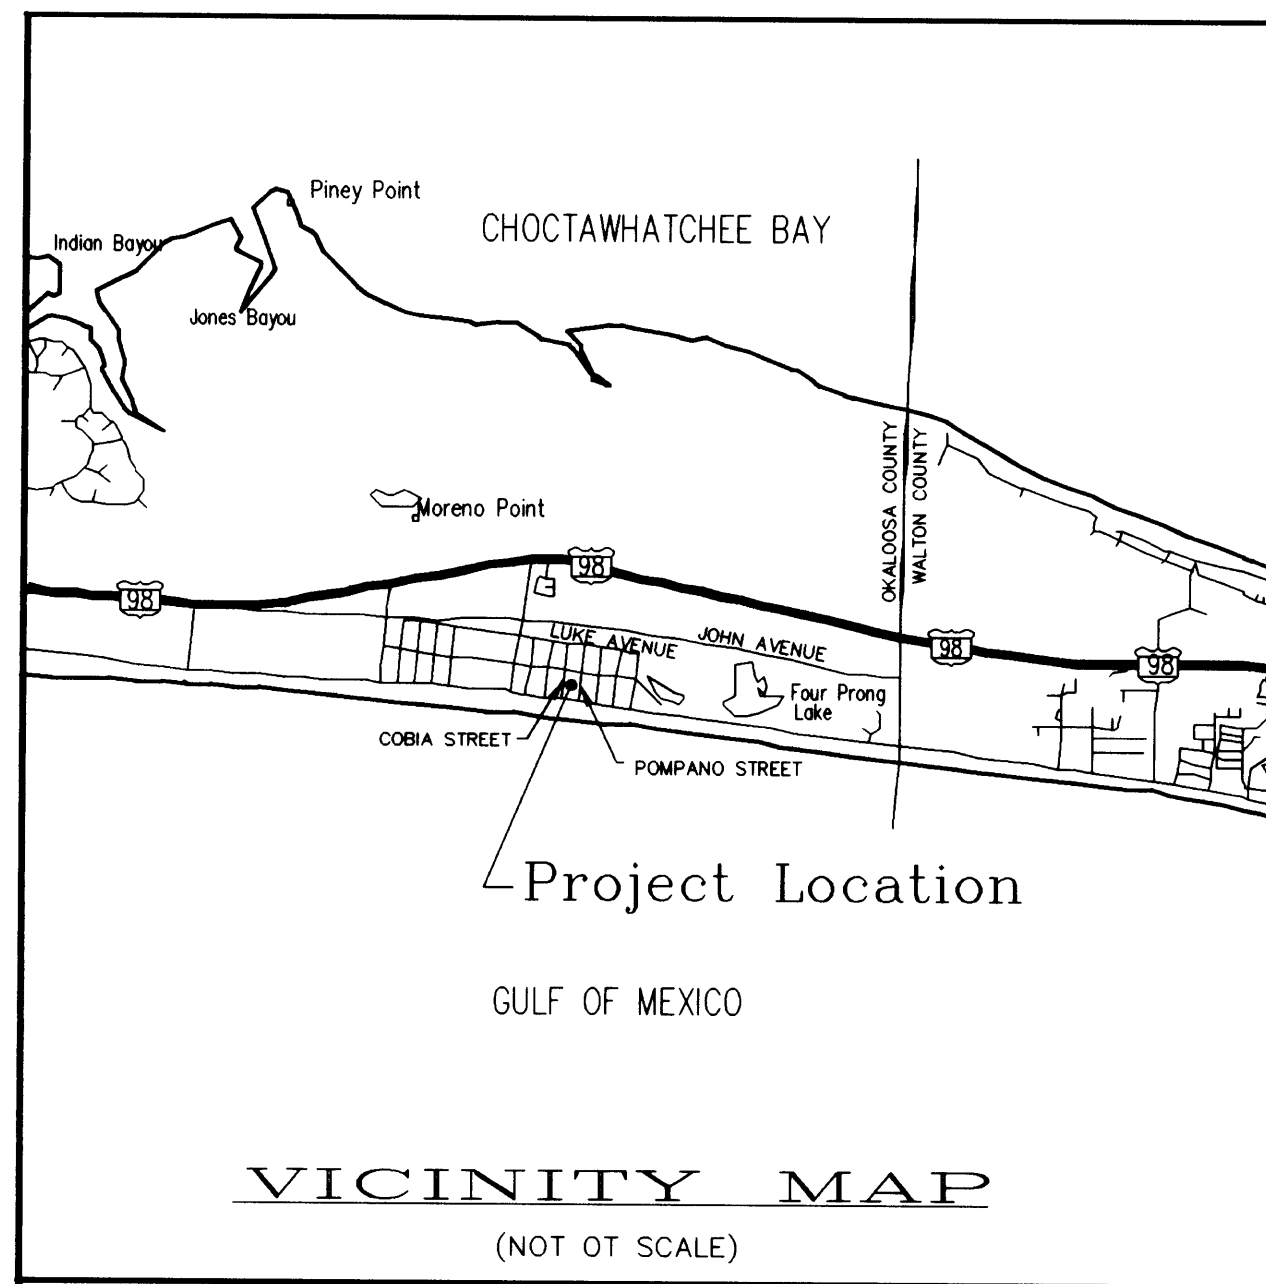 Piney Point
CHOCTAWHATCHEE BAY
Indian Bayou
Jones Bayou
OKALOOSA COUNTY
WALTON COUNTY
Moreno Point
98
98
98
98
LUKE AVENUE
JOHN AVENUE
Four Prong
Lake
COBIA STREET
POMPANO STREET
Project Location
GULF OF MEXICO
VICINITY MAP
(NOT OT SCALE)